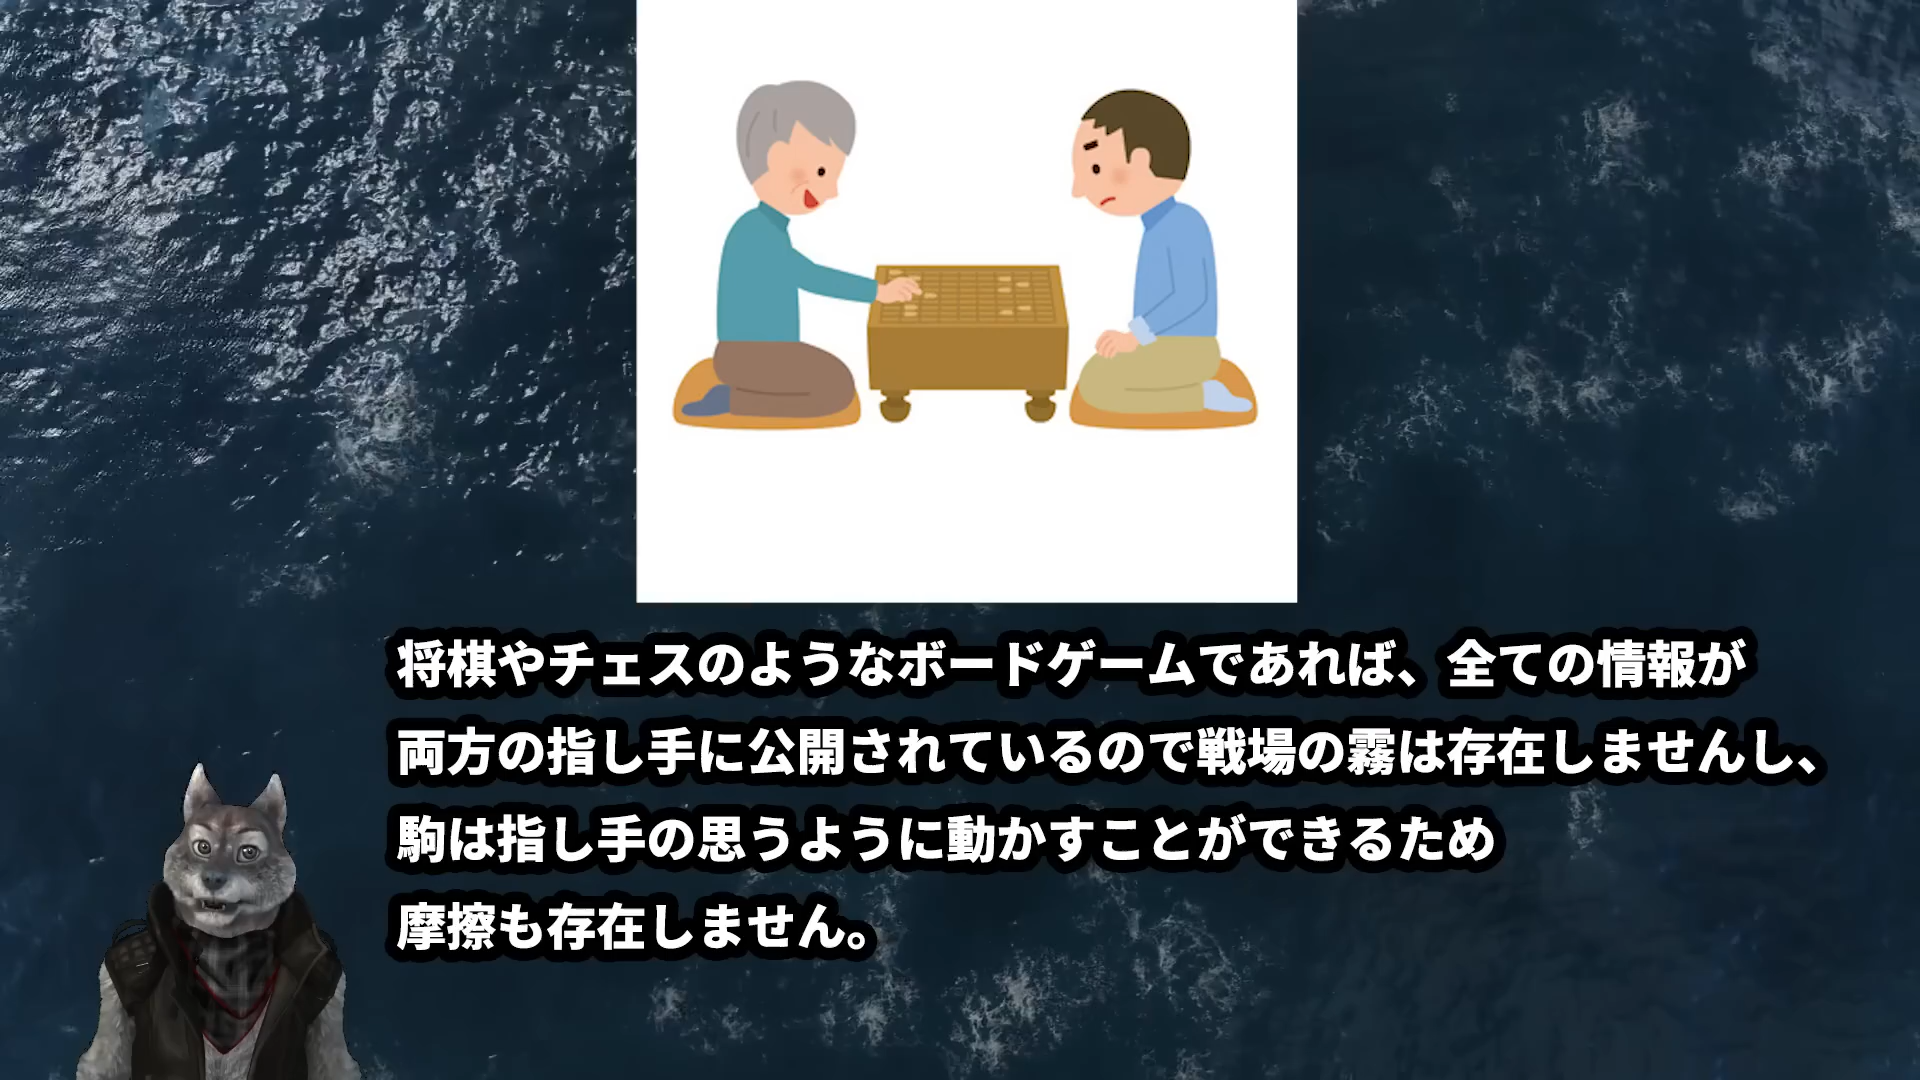 将棋やチェスのようなボードゲームであれば、全ての情報が
両方の指し手に公開されているので戦場の霧は存在しませんし、
駒は指し手の思うように動かすことができるため
摩擦も存在しません。